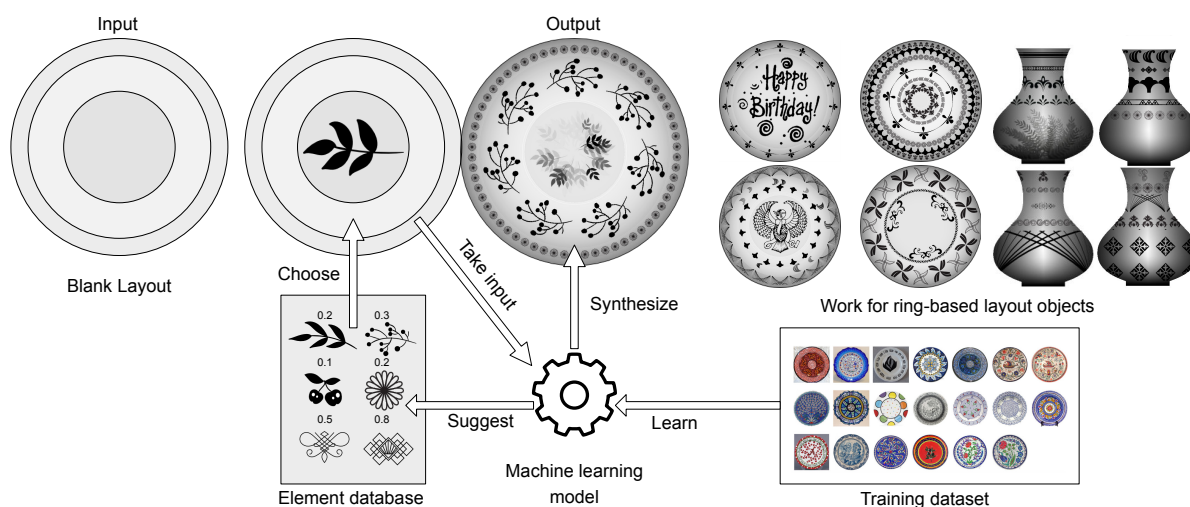 Input
Output
Happy
Birthday!
Blank Layout
Choose
Take input
Synthesize
Work for ring-based layout objects
0.2
0.3
0.1
0.2
0.5
0.8
Suggest
Learn
Element database
Machine learning
model
Training dataset